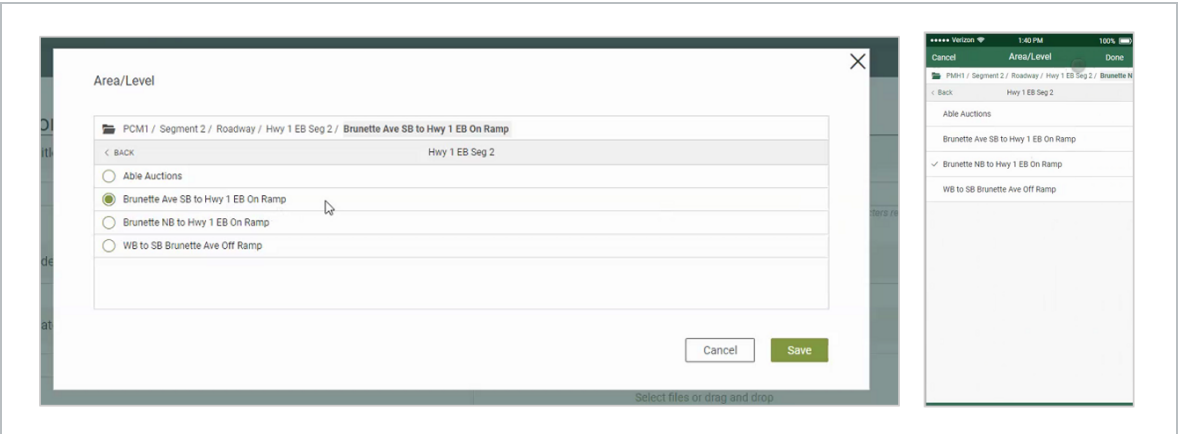 Area/Level
PCM1 / Segment 2 / Roadway / Hwy 1 EB Seg 2 / Brunette Ave SB to Hwy 1 EB On Ramp
< BACK Hwy 1 EB Seg 2
Able Auctions
Brunette Ave SB to Hwy 1 EB On Ramp
Brunette NB to Hwy 1 EB On Ramp
WB to SB Brunette Ave Off Ramp
Cancel Save
Select files or drag and drop
Verizon 1:40 PM 100%
Cancel Area/Level Done
PMH1 / Segment 2 / Roadway / Hwy 1 EB Seg 2 / Brunette N
< Back Hwy 1 EB Seg 2
Able Auctions
Brunette Ave SB to Hwy 1 EB On Ramp
Brunette NB to Hwy 1 EB On Ramp
WB to SB Brunette Ave Off Ramp